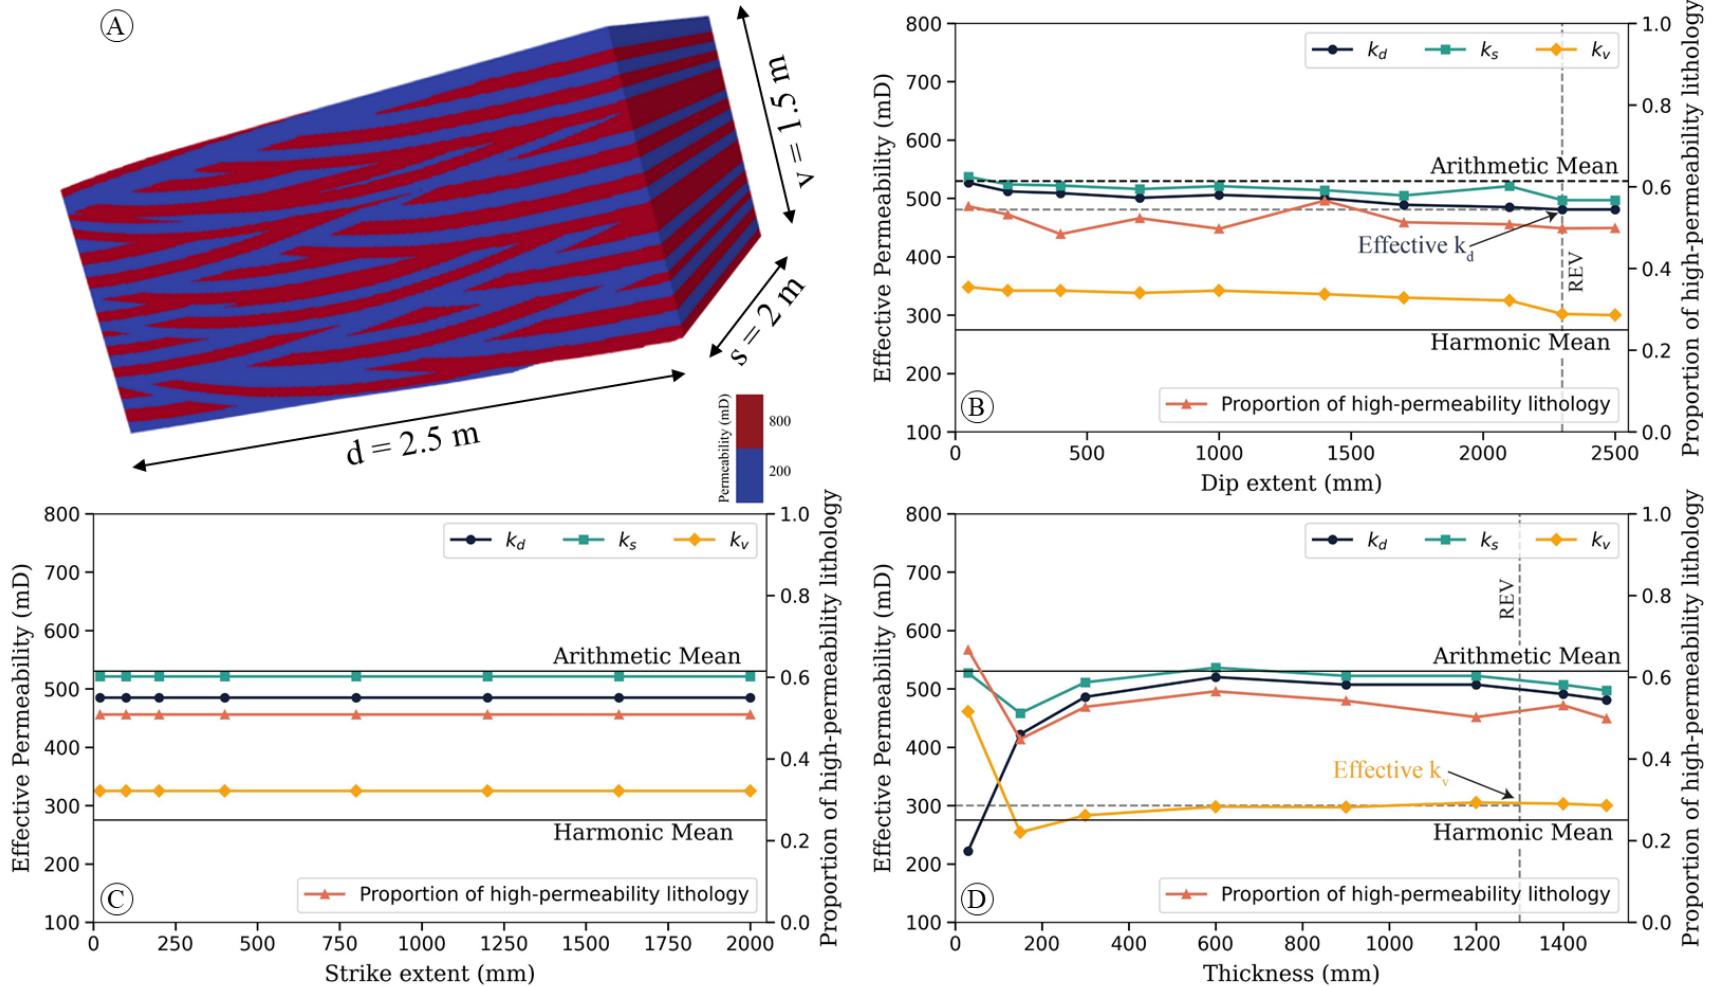 A
v = 1.5 m
s = 2 m
d = 2.5 m
Permeability (mD)
800
200
B
Effective Permeability (mD)
800
700
600
500
400
300
200
100
k_d
k_s
k_v
Arithmetic Mean
Effective k_d
REV
Harmonic Mean
Proportion of high-permeability lithology
0 500 1000 1500 2000 2500
Dip extent (mm)
1.0
0.8
0.6
0.4
0.2
0.0
Proportion of high-permeability lithology
C
Effective Permeability (mD)
800
700
600
500
400
300
200
100
k_d
k_s
k_v
Arithmetic Mean
Harmonic Mean
Proportion of high-permeability lithology
0 250 500 750 1000 1250 1500 1750 2000
Strike extent (mm)
1.0
0.8
0.6
0.4
0.2
0.0
Proportion of high-permeability lithology
D
Effective Permeability (mD)
800
700
600
500
400
300
200
100
k_d
k_s
k_v
REV
Arithmetic Mean
Effective k_v
Harmonic Mean
Proportion of high-permeability lithology
0 200 400 600 800 1000 1200 1400
Thickness (mm)
1.0
0.8
0.6
0.4
0.2
0.0
Proportion of high-permeability lithology